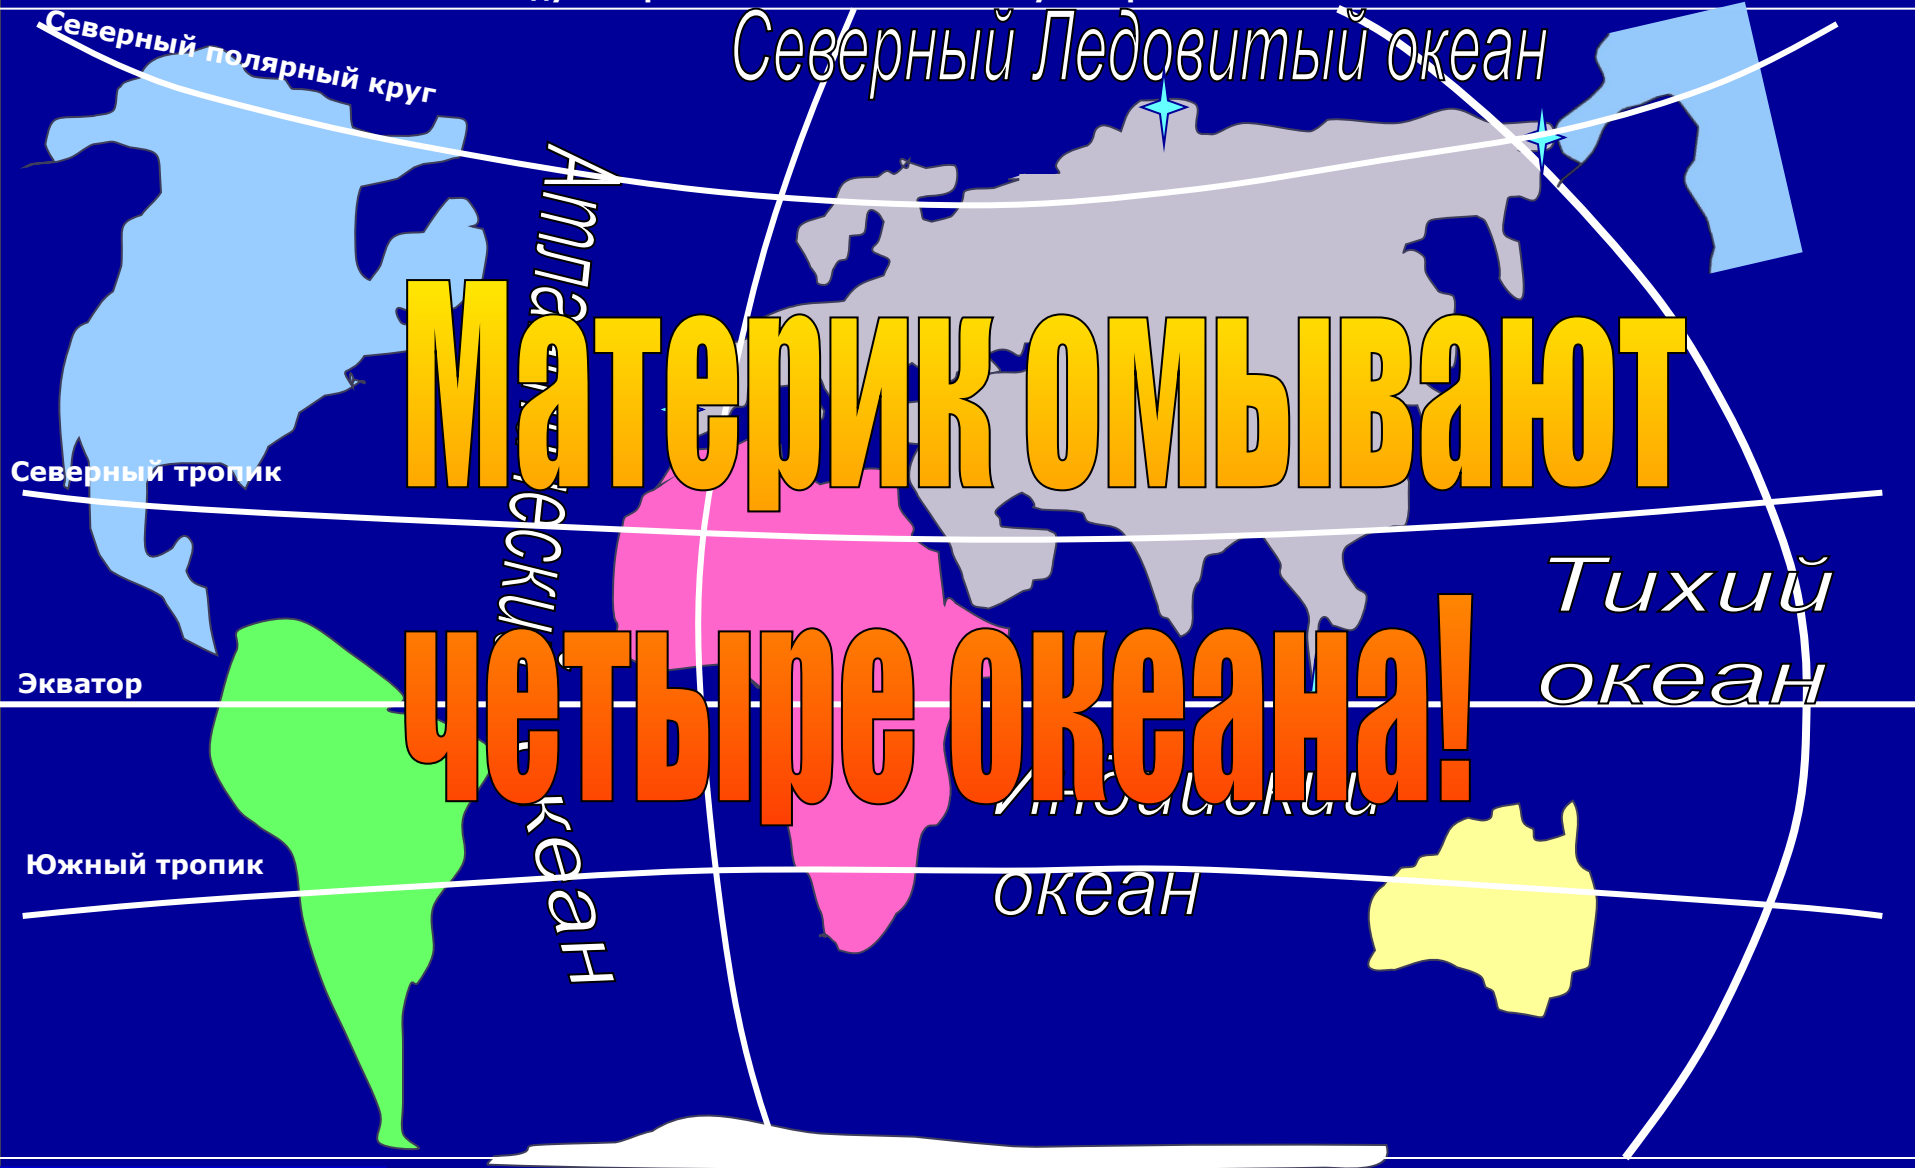 Северный Ледовитый океан
Северный полярный круг
Материк омывают
Северный тропик
Тихий
океан
четыре океана!
Экватор
Индийский
океан
Южный тропик